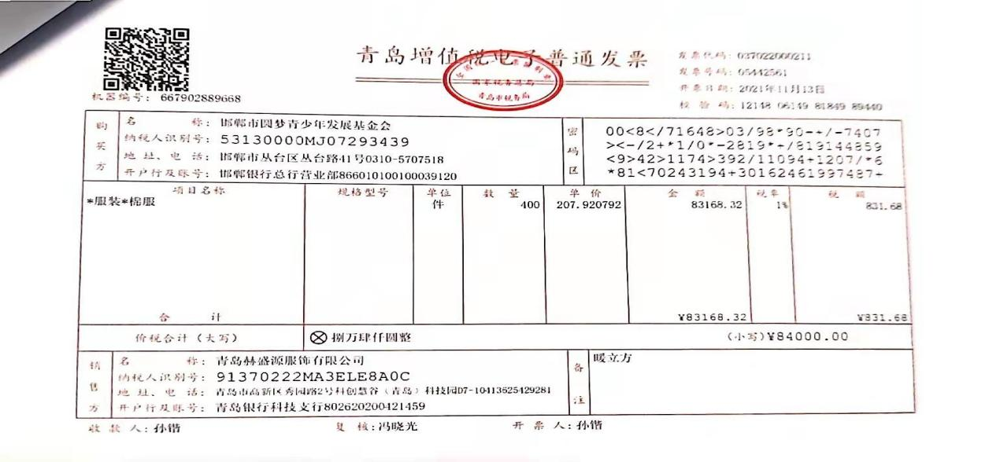 青岛增值税电子普通发票
国家税务总局
青岛市税务局
机器编号: 667902889668
发票代码: 037022000211
发票号码: 05442561
开票日期: 2021年11月13日
校 验 码: 12148 06149 81849 89440
购买方
名 称: 邯郸市圆梦青少年发展基金会
纳税人识别号: 53130000MJ07293439
地 址、电 话: 邯郸市丛台区丛台路41号0310-5707518
开户行及账号: 邯郸银行总行营业部866010100100039120
密码区
00<8</71648>03/98*90-+/-7407
><-/2+*1/0*-2819*+/819144859
<9>42>1174>392/11094+1207/*6
*81<70243194+301624619974​87+
项目名称 规格型号 单位 数 量 单 价 金 额 税率 税 额
*服装*棉服 件 400 207.920792 83168.32 1% 831.68
合 计 ¥83168.32 ¥831.68
价税合计（大写） ⊗ 捌万肆仟圆整 (小写)¥84000.00
销售方
名 称: 青岛赫盛源服饰有限公司
纳税人识别号: 91370222MA3ELE8A0C
地 址、电 话: 青岛市高新区秀园路2号科创慧谷（青岛）科技园D7-10413625429281
开户行及账号: 青岛银行科技支行802620200421459
备注
暖立方
收 款 人: 孙锴 复 核: 冯晓光 开 票 人: 孙锴